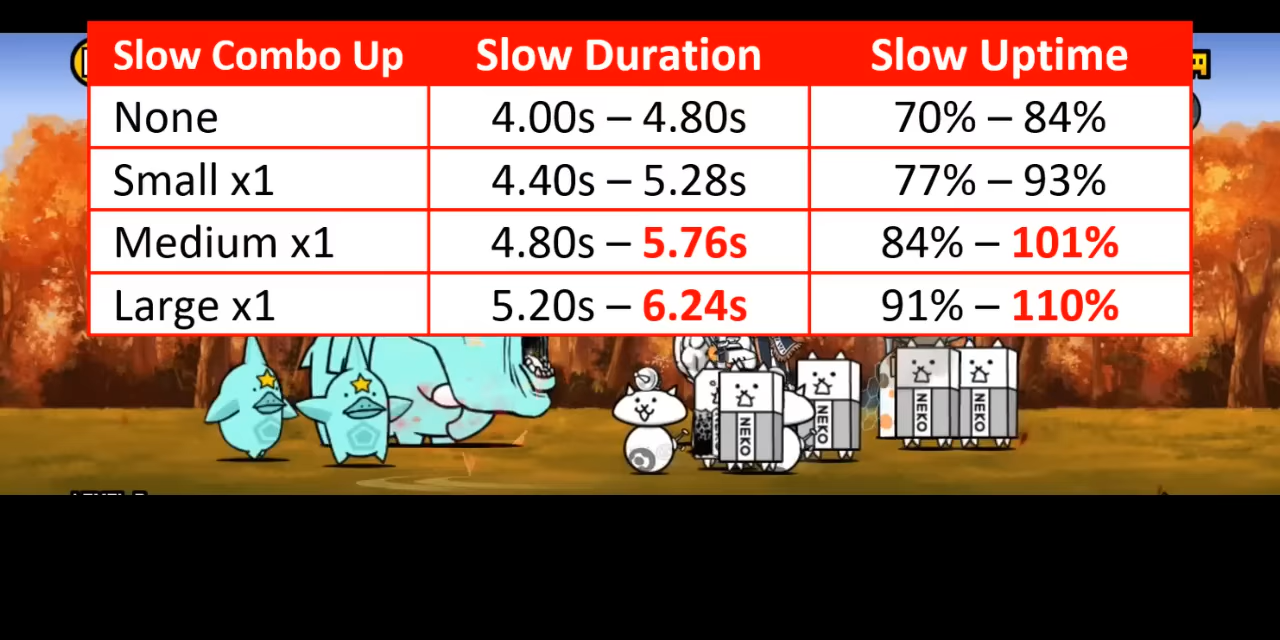 Slow Combo Up Slow Duration Slow Uptime
None 4.00s – 4.80s 70% – 84%
Small x1 4.40s – 5.28s 77% – 93%
Medium x1 4.80s – 5.76s 84% – 101%
Large x1 5.20s – 6.24s 91% – 110%
NEKO
NEKO
NEKO
NEKO